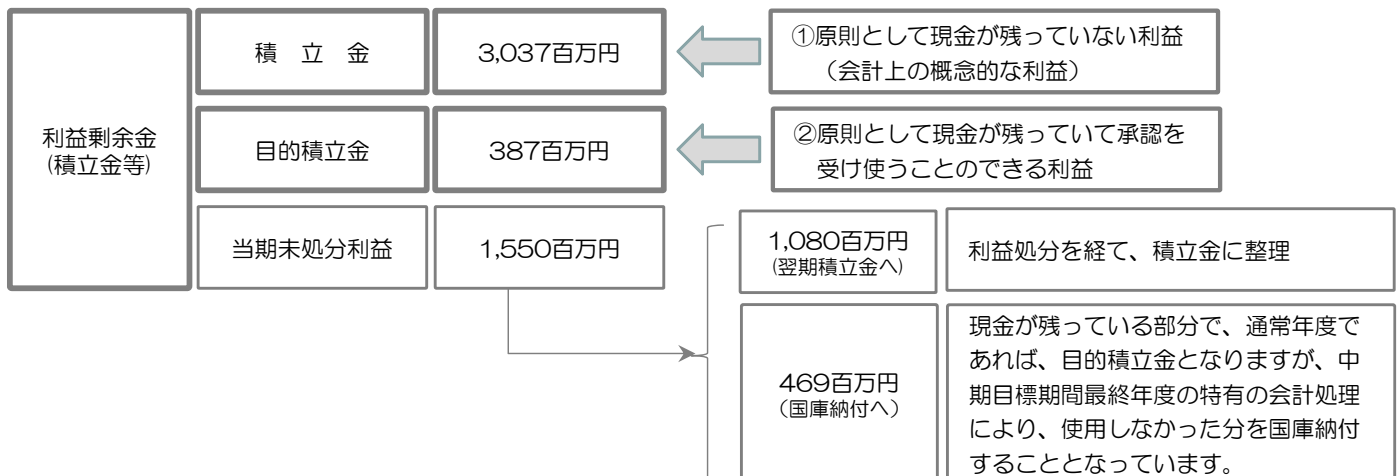 利益剰余金
(積立金等)
積 立 金
3,037百万円
①原則として現金が残っていない利益
（会計上の概念的な利益）
目的積立金
387百万円
②原則として現金が残っていて承認を
受け使うことのできる利益
当期未処分利益
1,550百万円
1,080百万円
(翌期積立金へ)
利益処分を経て、積立金に整理
469百万円
（国庫納付へ）
現金が残っている部分で、通常年度で
あれば、目的積立金となりますが、中
期目標期間最終年度の特有の会計処理
により、使用しなかった分を国庫納付
することとなっています。